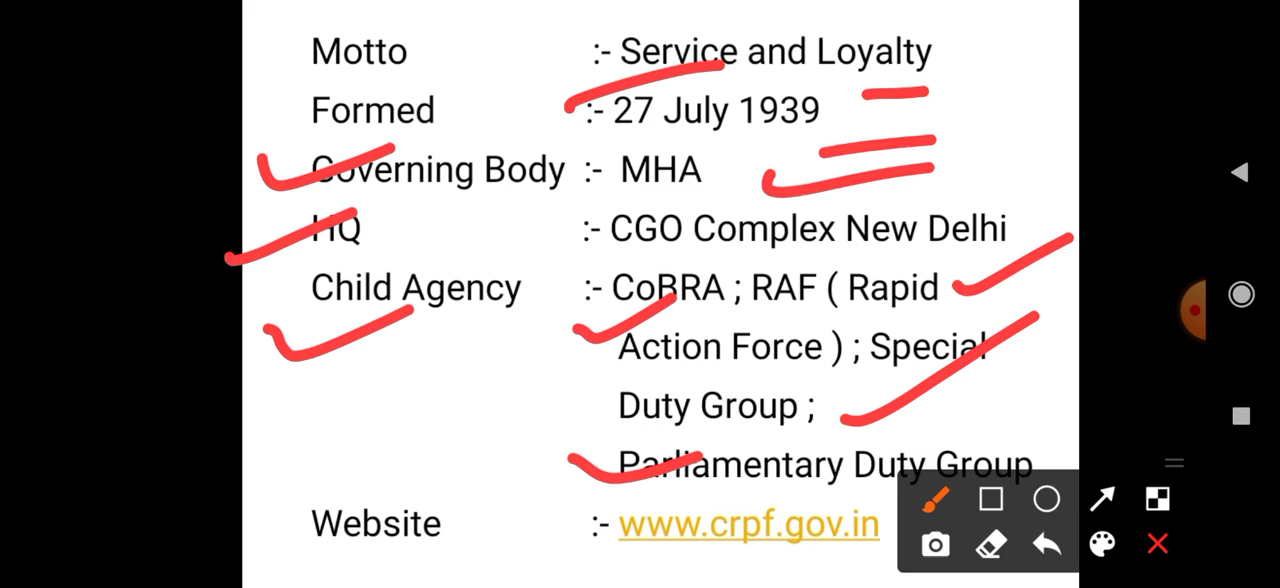 Motto :- Service and Loyalty
Formed :- 27 July 1939
Governing Body :- MHA
HQ :- CGO Complex New Delhi
Child Agency :- CoBRA ; RAF ( Rapid
Action Force ) ; Special
Duty Group ;
Parliamentary Duty Group
Website :- www.crpf.gov.in